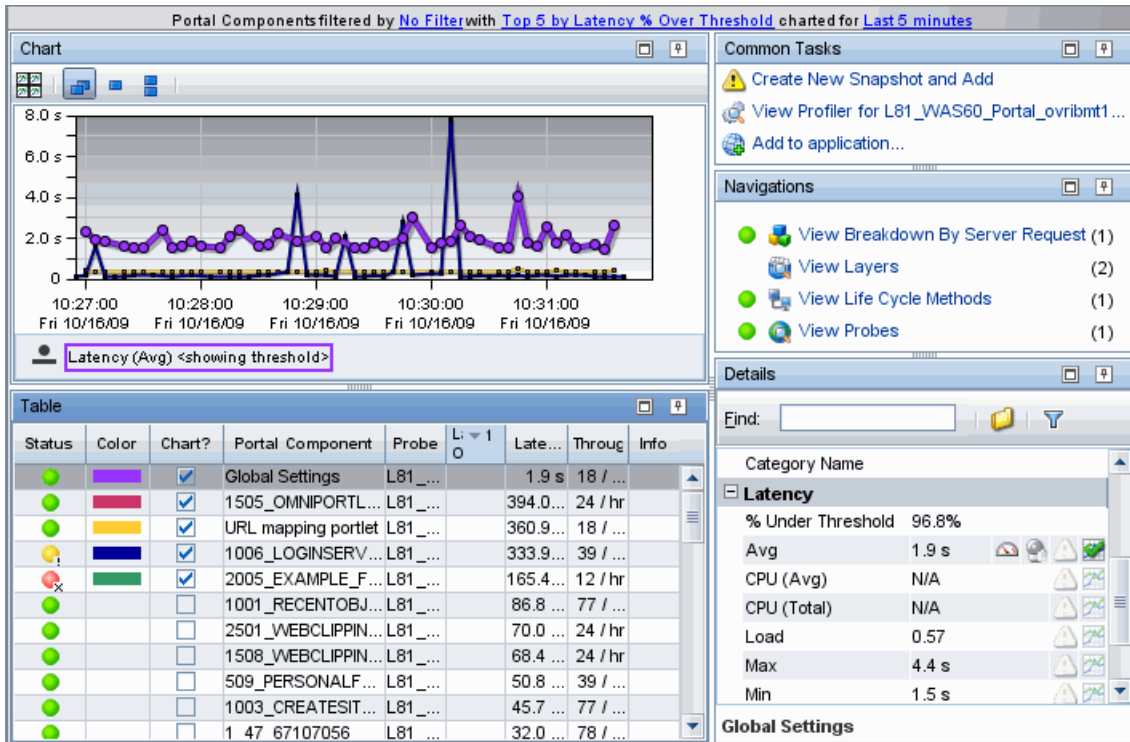 Portal Components filtered by No Filter with Top 5 by Latency % Over Threshold charted for Last 5 minutes
Chart
8.0 s
6.0 s
4.0 s
2.0 s
0
10:27:00 10:28:00 10:29:00 10:30:00 10:31:00
Fri 10/16/09 Fri 10/16/09 Fri 10/16/09 Fri 10/16/09 Fri 10/16/09
Latency (Avg) <showing threshold>
Table
Status Color Chart? Portal Component Probe 1 Late... Throug Info
O
Global Settings L81_... 1.9 s 18 / ...
1505_OMNIPORTL... L81_... 394.0... 24 / hr
URL mapping portlet L81_... 360.9... 18 / ...
1006_LOGINSERV... L81_... 333.9... 39 / ...
2005_EXAMPLE_F... L81_... 165.4... 12 / hr
1001_RECENTOBJ... L81_... 86.8 ... 77 / ...
2501_WEBCLIPPIN... L81_... 70.0 ... 24 / hr
1508_WEBCLIPPIN... L81_... 68.4 ... 24 / hr
509_PERSONALF... L81_... 50.8 ... 39 / ...
1003_CREATESIT... L81_... 45.7 ... 77 / ...
1_47_67107056 L81_... 32.0 ... 78 / ...
Common Tasks
Create New Snapshot and Add
View Profiler for L81_WAS60_Portal_ovribmt1...
Add to application...
Navigations
View Breakdown By Server Request (1)
View Layers (2)
View Life Cycle Methods (1)
View Probes (1)
Details
Find:
Category Name
Latency
% Under Threshold 96.8%
Avg 1.9 s
CPU (Avg) N/A
CPU (Total) N/A
Load 0.57
Max 4.4 s
Min 1.5 s
Global Settings